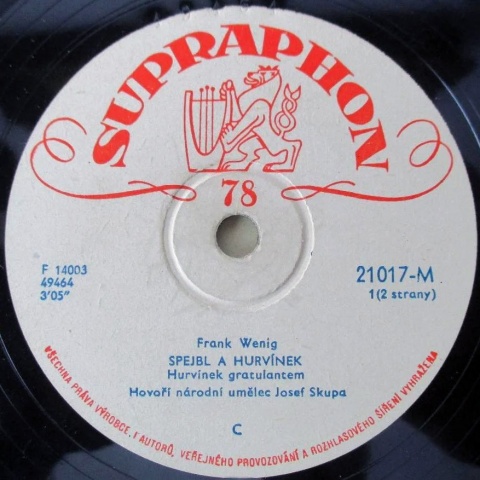 SUPRAPHON
78
F 14003
49464
3'05"
21017-M
1(2 strany)
Frank Wenig
SPEJBL A HURVÍNEK
Hurvínek gratulantem
Hovoří národní umělec Josef Skupa
C
VŠECHNA PRÁVA VÝROBCE, I AUTORŮ, VEŘEJNÉHO PROVOZOVÁNÍ A ROZHLASOVÉHO ŠÍŘENÍ VYHRAŽENA